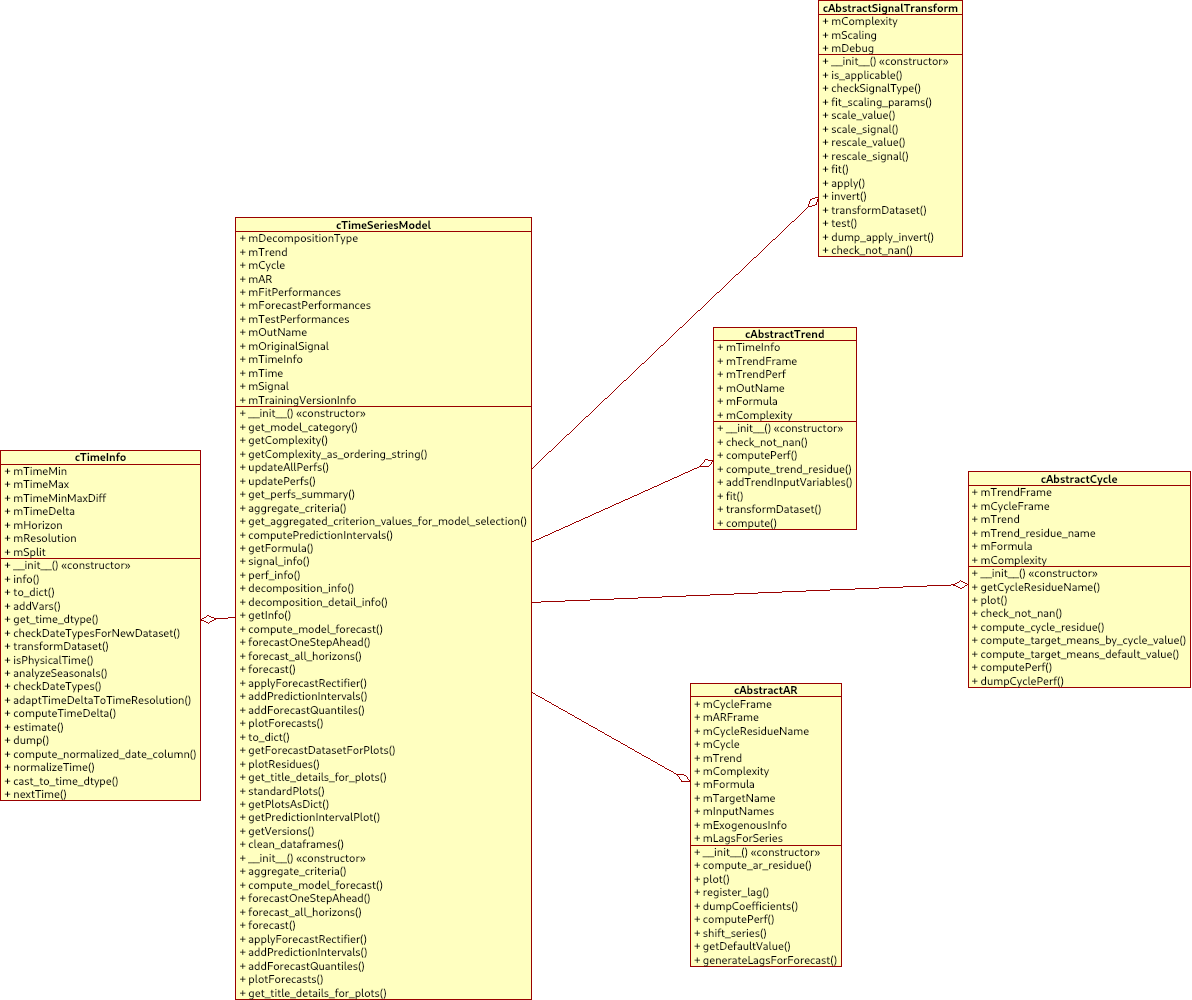 cAbstractSignalTransform
+ mComplexity
+ mScaling
+ mDebug
+ __init__() «constructor»
+ is_applicable()
+ checkSignalType()
+ fit_scaling_params()
+ scale_value()
+ scale_signal()
+ rescale_value()
+ rescale_signal()
+ fit()
+ apply()
+ invert()
+ transformDataset()
+ test()
+ dump_apply_invert()
+ check_not_nan()
cTimeSeriesModel
+ mDecompositionType
+ mTrend
+ mCycle
+ mAR
+ mFitPerformances
+ mForecastPerformances
+ mTestPerformances
+ mOutName
+ mOriginalSignal
+ mTimeInfo
+ mTime
+ mSignal
+ mTrainingVersionInfo
+ __init__() «constructor»
+ get_model_category()
+ getComplexity()
+ getComplexity_as_ordering_string()
+ updateAllPerfs()
+ updatePerfs()
+ get_perfs_summary()
+ aggregate_criteria()
+ get_aggregated_criterion_values_for_model_selection()
+ computePredictionIntervals()
+ getFormula()
+ signal_info()
+ perf_info()
+ decomposition_info()
+ decomposition_detail_info()
+ getInfo()
+ compute_model_forecast()
+ forecastOneStepAhead()
+ forecast_all_horizons()
+ forecast()
+ applyForecastRectifier()
+ addPredictionIntervals()
+ addForecastQuantiles()
+ plotForecasts()
+ to_dict()
+ getForecastDatasetForPlots()
+ plotResidues()
+ get_title_details_for_plots()
+ standardPlots()
+ getPlotsAsDict()
+ getPredictionIntervalPlot()
+ getVersions()
+ clean_dataframes()
+ __init__() «constructor»
+ aggregate_criteria()
+ compute_model_forecast()
+ forecastOneStepAhead()
+ forecast_all_horizons()
+ forecast()
+ applyForecastRectifier()
+ addPredictionIntervals()
+ addForecastQuantiles()
+ plotForecasts()
+ get_title_details_for_plots()
cAbstractTrend
+ mTimeInfo
+ mTrendFrame
+ mTrendPerf
+ mOutName
+ mFormula
+ mComplexity
+ __init__() «constructor»
+ check_not_nan()
+ computePerf()
+ compute_trend_residue()
+ addTrendInputVariables()
+ fit()
+ transformDataset()
+ compute()
cTimeInfo
+ mTimeMin
+ mTimeMax
+ mTimeMinMaxDiff
+ mTimeDelta
+ mHorizon
+ mResolution
+ mSplit
+ __init__() «constructor»
+ info()
+ to_dict()
+ addVars()
+ get_time_dtype()
+ checkDateTypesForNewDataset()
+ transformDataset()
+ isPhysicalTime()
+ analyzeSeasonals()
+ checkDateTypes()
+ adaptTimeDeltaToTimeResolution()
+ computeTimeDelta()
+ estimate()
+ dump()
+ compute_normalized_date_column()
+ normalizeTime()
+ cast_to_time_dtype()
+ nextTime()
cAbstractCycle
+ mTrendFrame
+ mCycleFrame
+ mTrend
+ mTrend_residue_name
+ mFormula
+ mComplexity
+ __init__() «constructor»
+ getCycleResidueName()
+ plot()
+ check_not_nan()
+ compute_cycle_residue()
+ compute_target_means_by_cycle_value()
+ compute_target_means_default_value()
+ computePerf()
+ dumpCyclePerf()
cAbstractAR
+ mCycleFrame
+ mARFrame
+ mCycleResidueName
+ mCycle
+ mTrend
+ mComplexity
+ mFormula
+ mTargetName
+ mInputNames
+ mExogenousInfo
+ mLagsForSeries
+ __init__() «constructor»
+ compute_ar_residue()
+ plot()
+ register_lag()
+ dumpCoefficients()
+ computePerf()
+ shift_series()
+ getDefaultValue()
+ generateLagsForForecast()